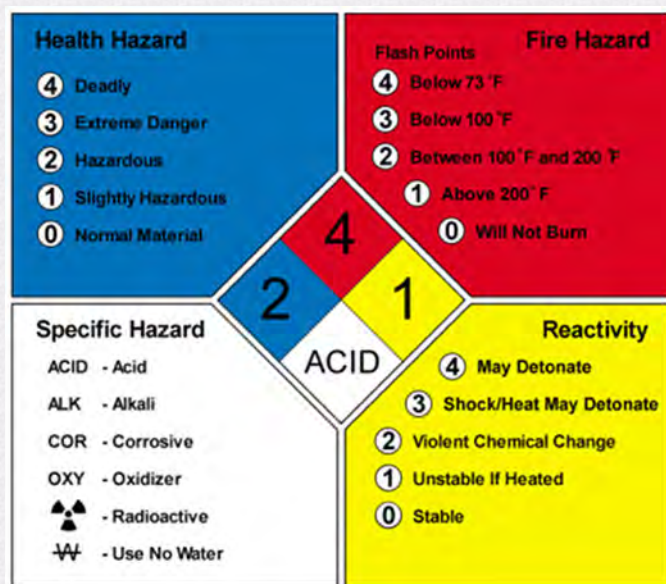 Health Hazard
4 Deadly
3 Extreme Danger
2 Hazardous
1 Slightly Hazardous
0 Normal Material
Fire Hazard
Flash Points
4 Below 73 °F
3 Below 100 °F
2 Between 100 °F and 200 °F
1 Above 200 °F
0 Will Not Burn
4
2
1
ACID
Specific Hazard
ACID - Acid
ALK - Alkali
COR - Corrosive
OXY - Oxidizer
- Radioactive
W - Use No Water
Reactivity
4 May Detonate
3 Shock/Heat May Detonate
2 Violent Chemical Change
1 Unstable If Heated
0 Stable